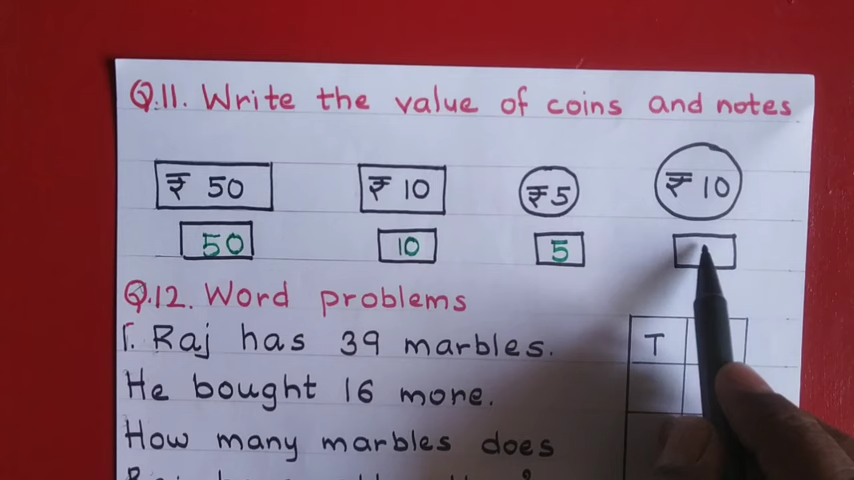 Q.11. Write the value of coins and notes
₹ 50 ₹ 10 ₹ 5 ₹ 10
50 10 5
Q.12. Word problems
1. Raj has 39 marbles.
T
He bought 16 more.
How many marbles does